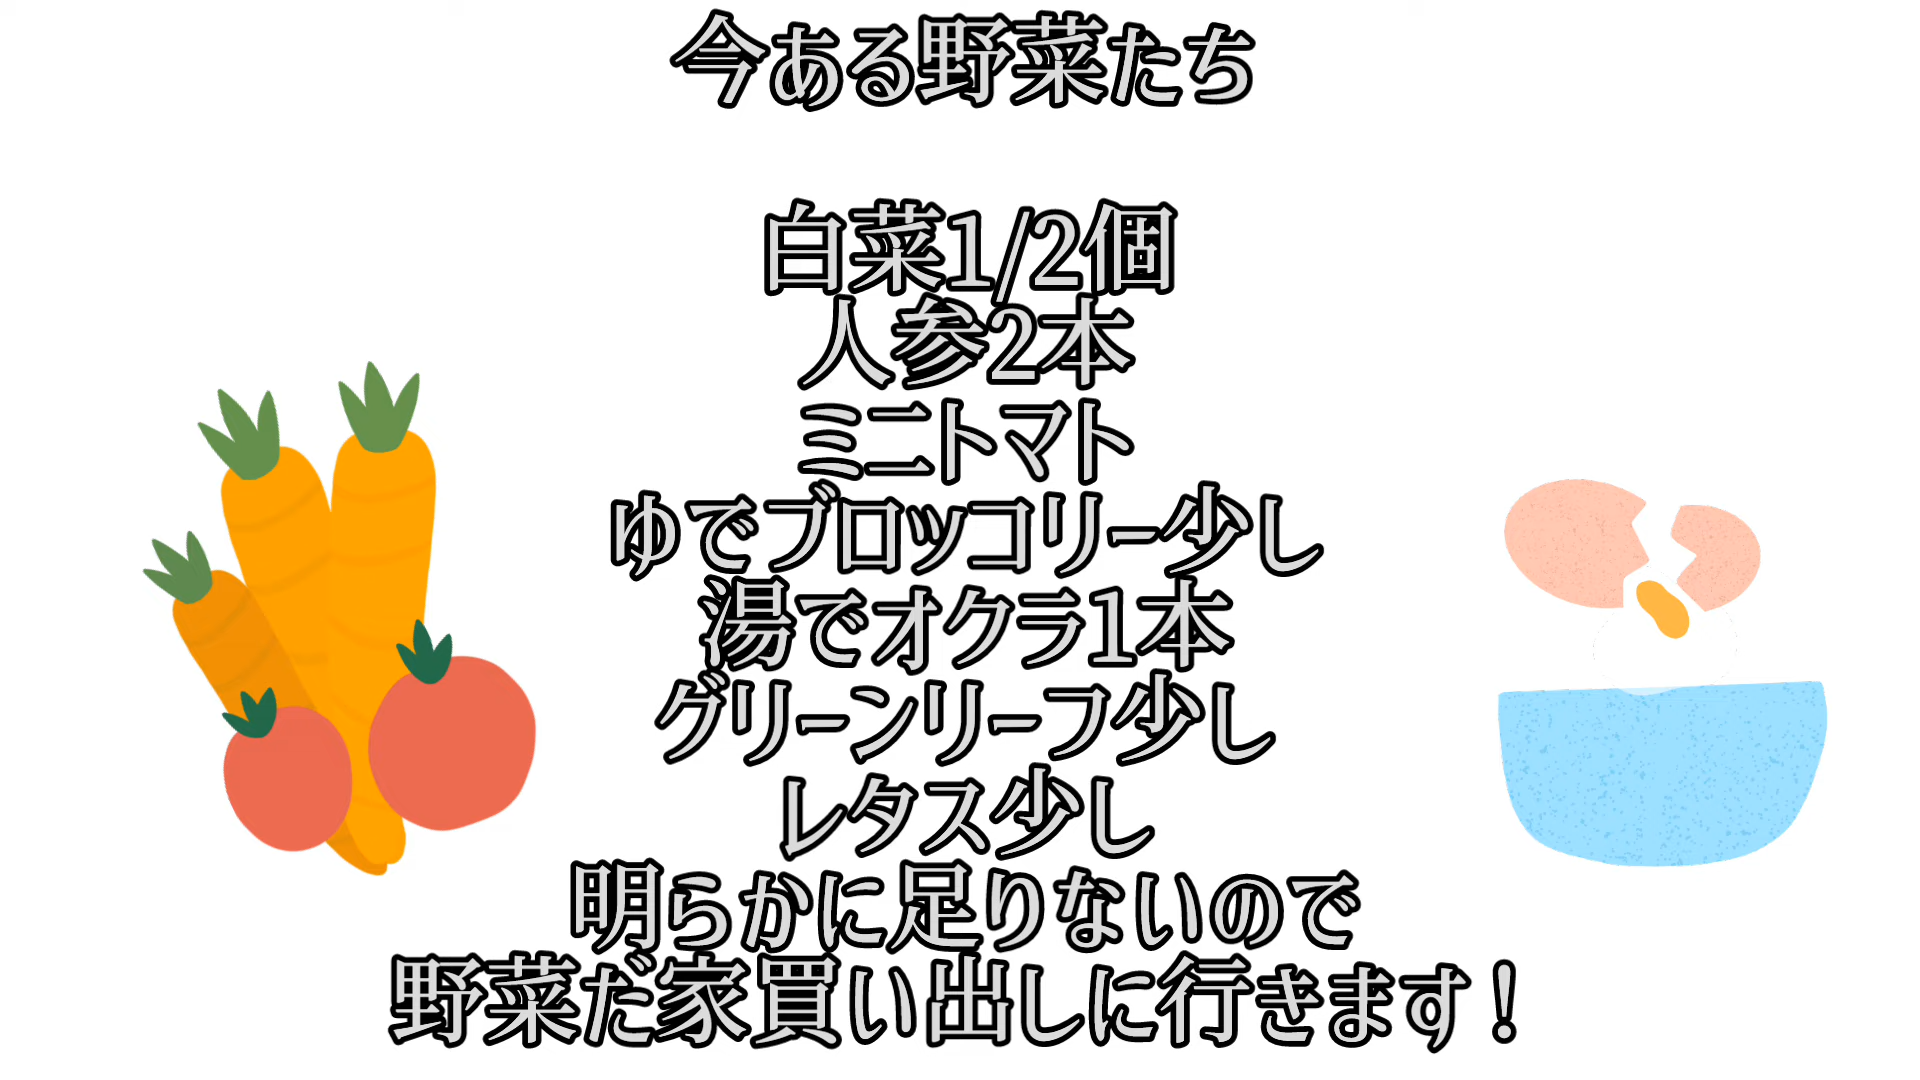 今ある野菜たち
白菜1/2個
人参2本
ミニトマト
ゆでブロッコリー少し
湯でオクラ1本
グリーンリーフ少し
レタス少し
明らかに足りないので
野菜だ家買い出しに行きます！